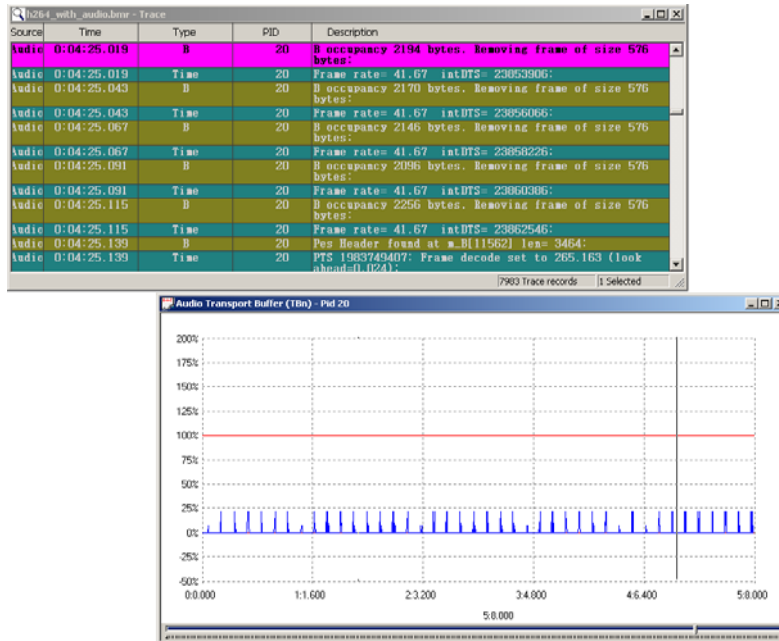 h264_with_audio.bmr - Trace
Source Time Type PID Description
Audio 0:04:25.019 B 20 B occupancy 2194 bytes. Removing frame of size 576
bytes;
Audio 0:04:25.019 Time 20 Frame rate= 41.67 intDTS= 23853906;
Audio 0:04:25.043 B 20 B occupancy 2170 bytes. Removing frame of size 576
bytes;
Audio 0:04:25.043 Time 20 Frame rate= 41.67 intDTS= 23856066;
Audio 0:04:25.067 B 20 B occupancy 2146 bytes. Removing frame of size 576
bytes;
Audio 0:04:25.067 Time 20 Frame rate= 41.67 intDTS= 23858226;
Audio 0:04:25.091 B 20 B occupancy 2096 bytes. Removing frame of size 576
bytes;
Audio 0:04:25.091 Time 20 Frame rate= 41.67 intDTS= 23860386;
Audio 0:04:25.115 B 20 B occupancy 2256 bytes. Removing frame of size 576
bytes;
Audio 0:04:25.115 Time 20 Frame rate= 41.67 intDTS= 23862546;
Audio 0:04:25.139 B 20 Pes Header found at m_B[11562] len= 3464;
Audio 0:04:25.139 Time 20 PTS 1983749407; Frame decode set to 265.163 (look
ahead=0.024);
7983 Trace records 1 Selected
Audio Transport Buffer (TBn) - Pid 20
200%
175%
150%
125%
100%
75%
50%
25%
0%
-25%
-50%
0:0.000 1:1.600 2:3.200 3:4.800 4:6.400 5:8.000
5:8.000